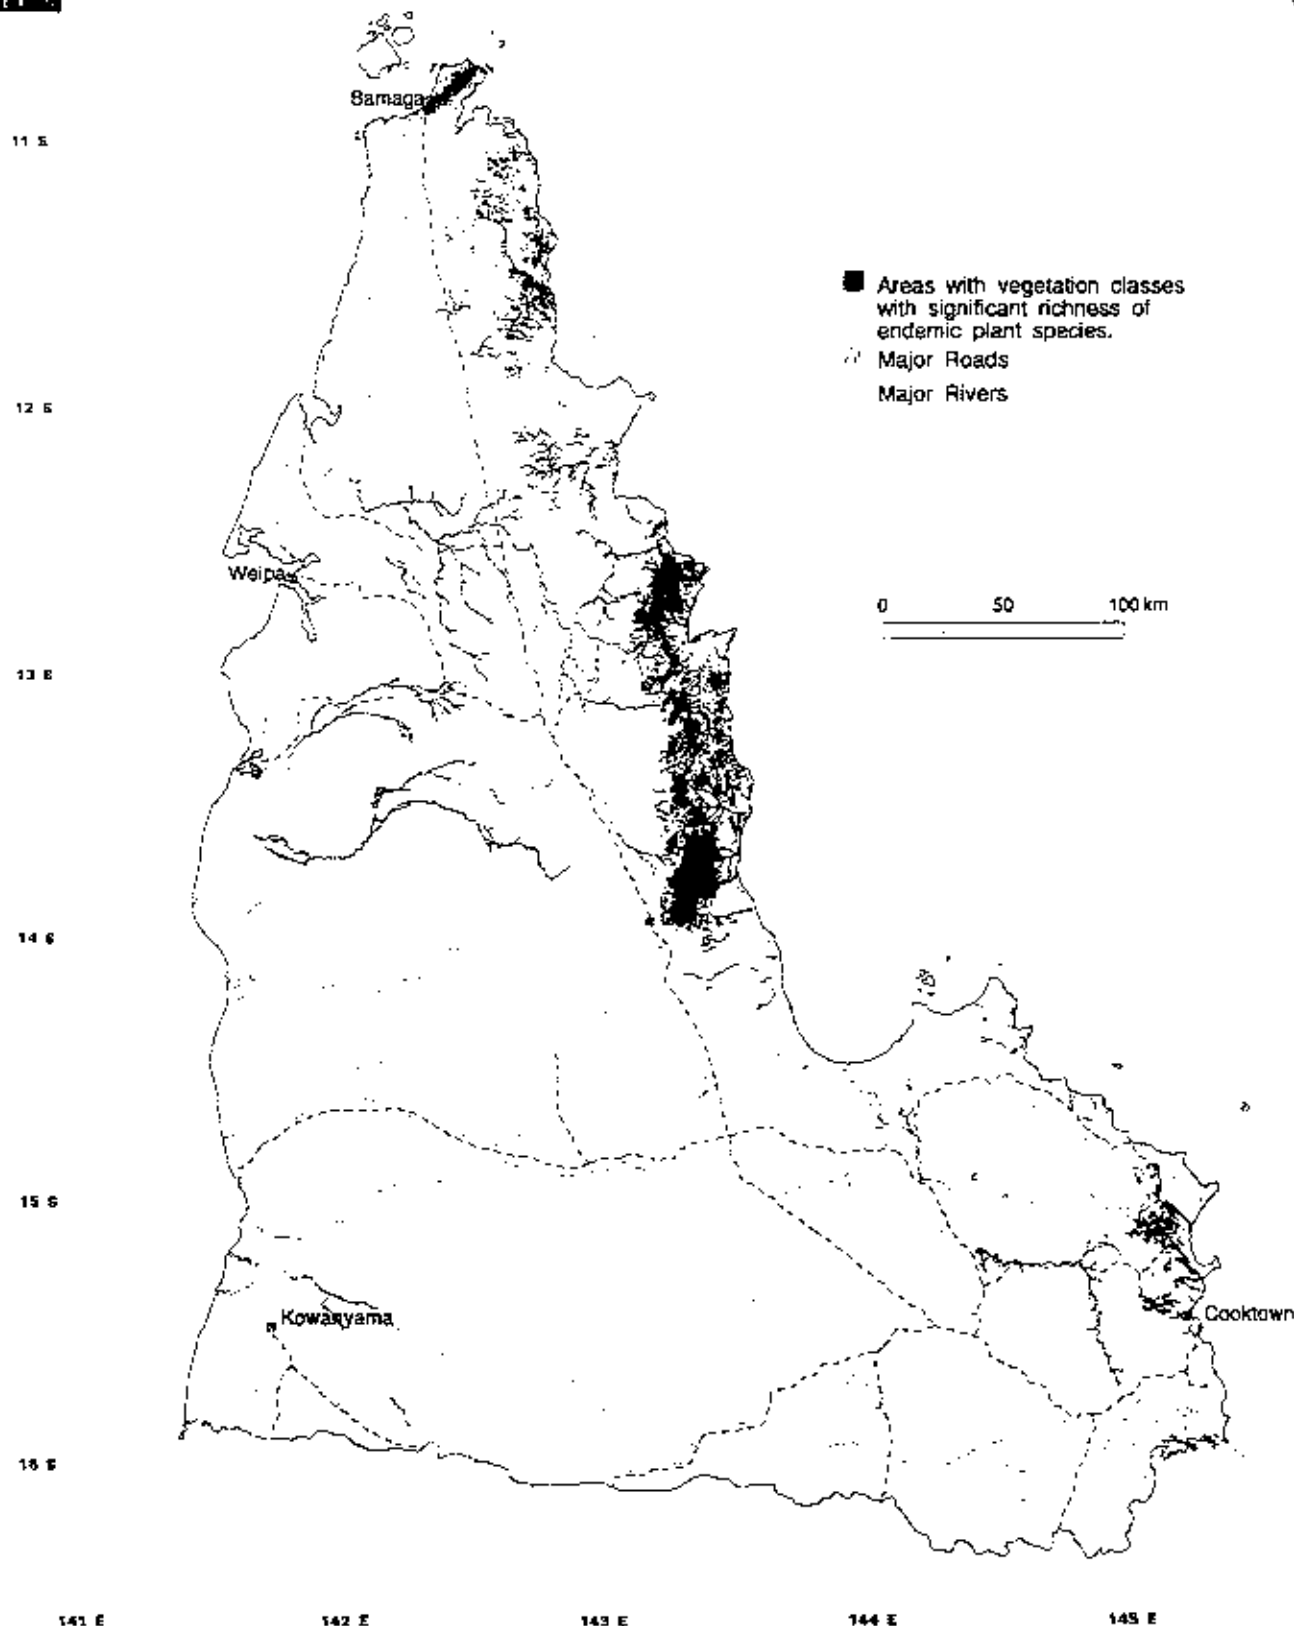 Bamaga
11 S
Areas with vegetation classes
with significant richness of
endemic plant species.
Major Roads
Major Rivers
12 S
Weipa
0 50 100 km
13 S
14 S
15 S
Kowanyama
Cooktown
16 S
141 E 142 E 143 E 144 E 145 E